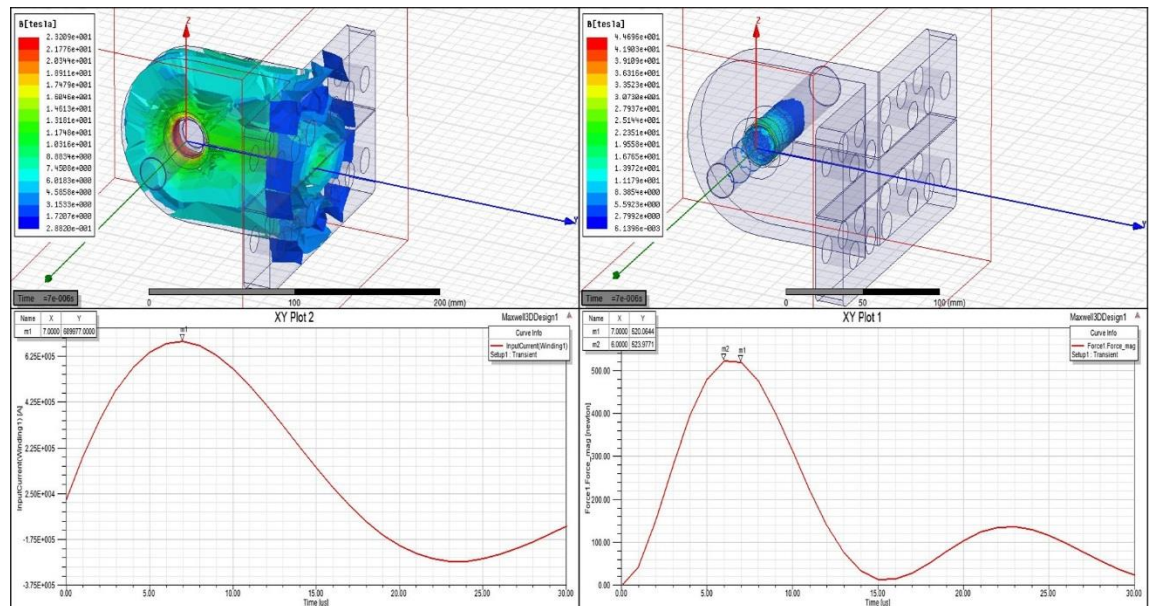 B[tesla]
2.3209e+001
2.1776e+001
2.0344e+001
1.8911e+001
1.7479e+001
1.6046e+001
1.4613e+001
1.3181e+001
1.1748e+001
1.0316e+001
8.8834e+000
7.4508e+000
6.0183e+000
4.5858e+000
3.1533e+000
1.7207e+000
2.8820e-001
Z
Y
Time =7e-006s
0 100 200 (mm)
B[tesla]
4.4696e+001
4.1903e+001
3.9109e+001
3.6316e+001
3.3523e+001
3.0730e+001
2.7937e+001
2.5144e+001
2.2351e+001
1.9558e+001
1.6765e+001
1.3972e+001
1.1179e+001
8.3854e+000
5.5923e+000
2.7992e+000
6.1396e-003
Z
Y
Time =7e-006s
0 50 100 (mm)
XY Plot 2
Maxwell3DDesign1
Name X Y
m1 7.0000 689677.0000
Curve Info
InputCurrent(Winding1)
Setup1 : Transient
m1
InputCurrent(Winding1) [A]
6.25E+005
4.25E+005
2.25E+005
2.50E+004
-1.75E+005
-3.75E+005
0.00 5.00 10.00 15.00 20.00 25.00 30.00
Time [us]
XY Plot 1
Maxwell3DDesign1
Name X Y
m1 7.0000 520.0644
m2 6.0000 523.9771
Curve Info
Force1.Force_mag
Setup1 : Transient
m2 m1
Force1.Force_mag [newton]
500.00
400.00
300.00
200.00
100.00
0.00
0.00 5.00 10.00 15.00 20.00 25.00 30.00
Time [us]